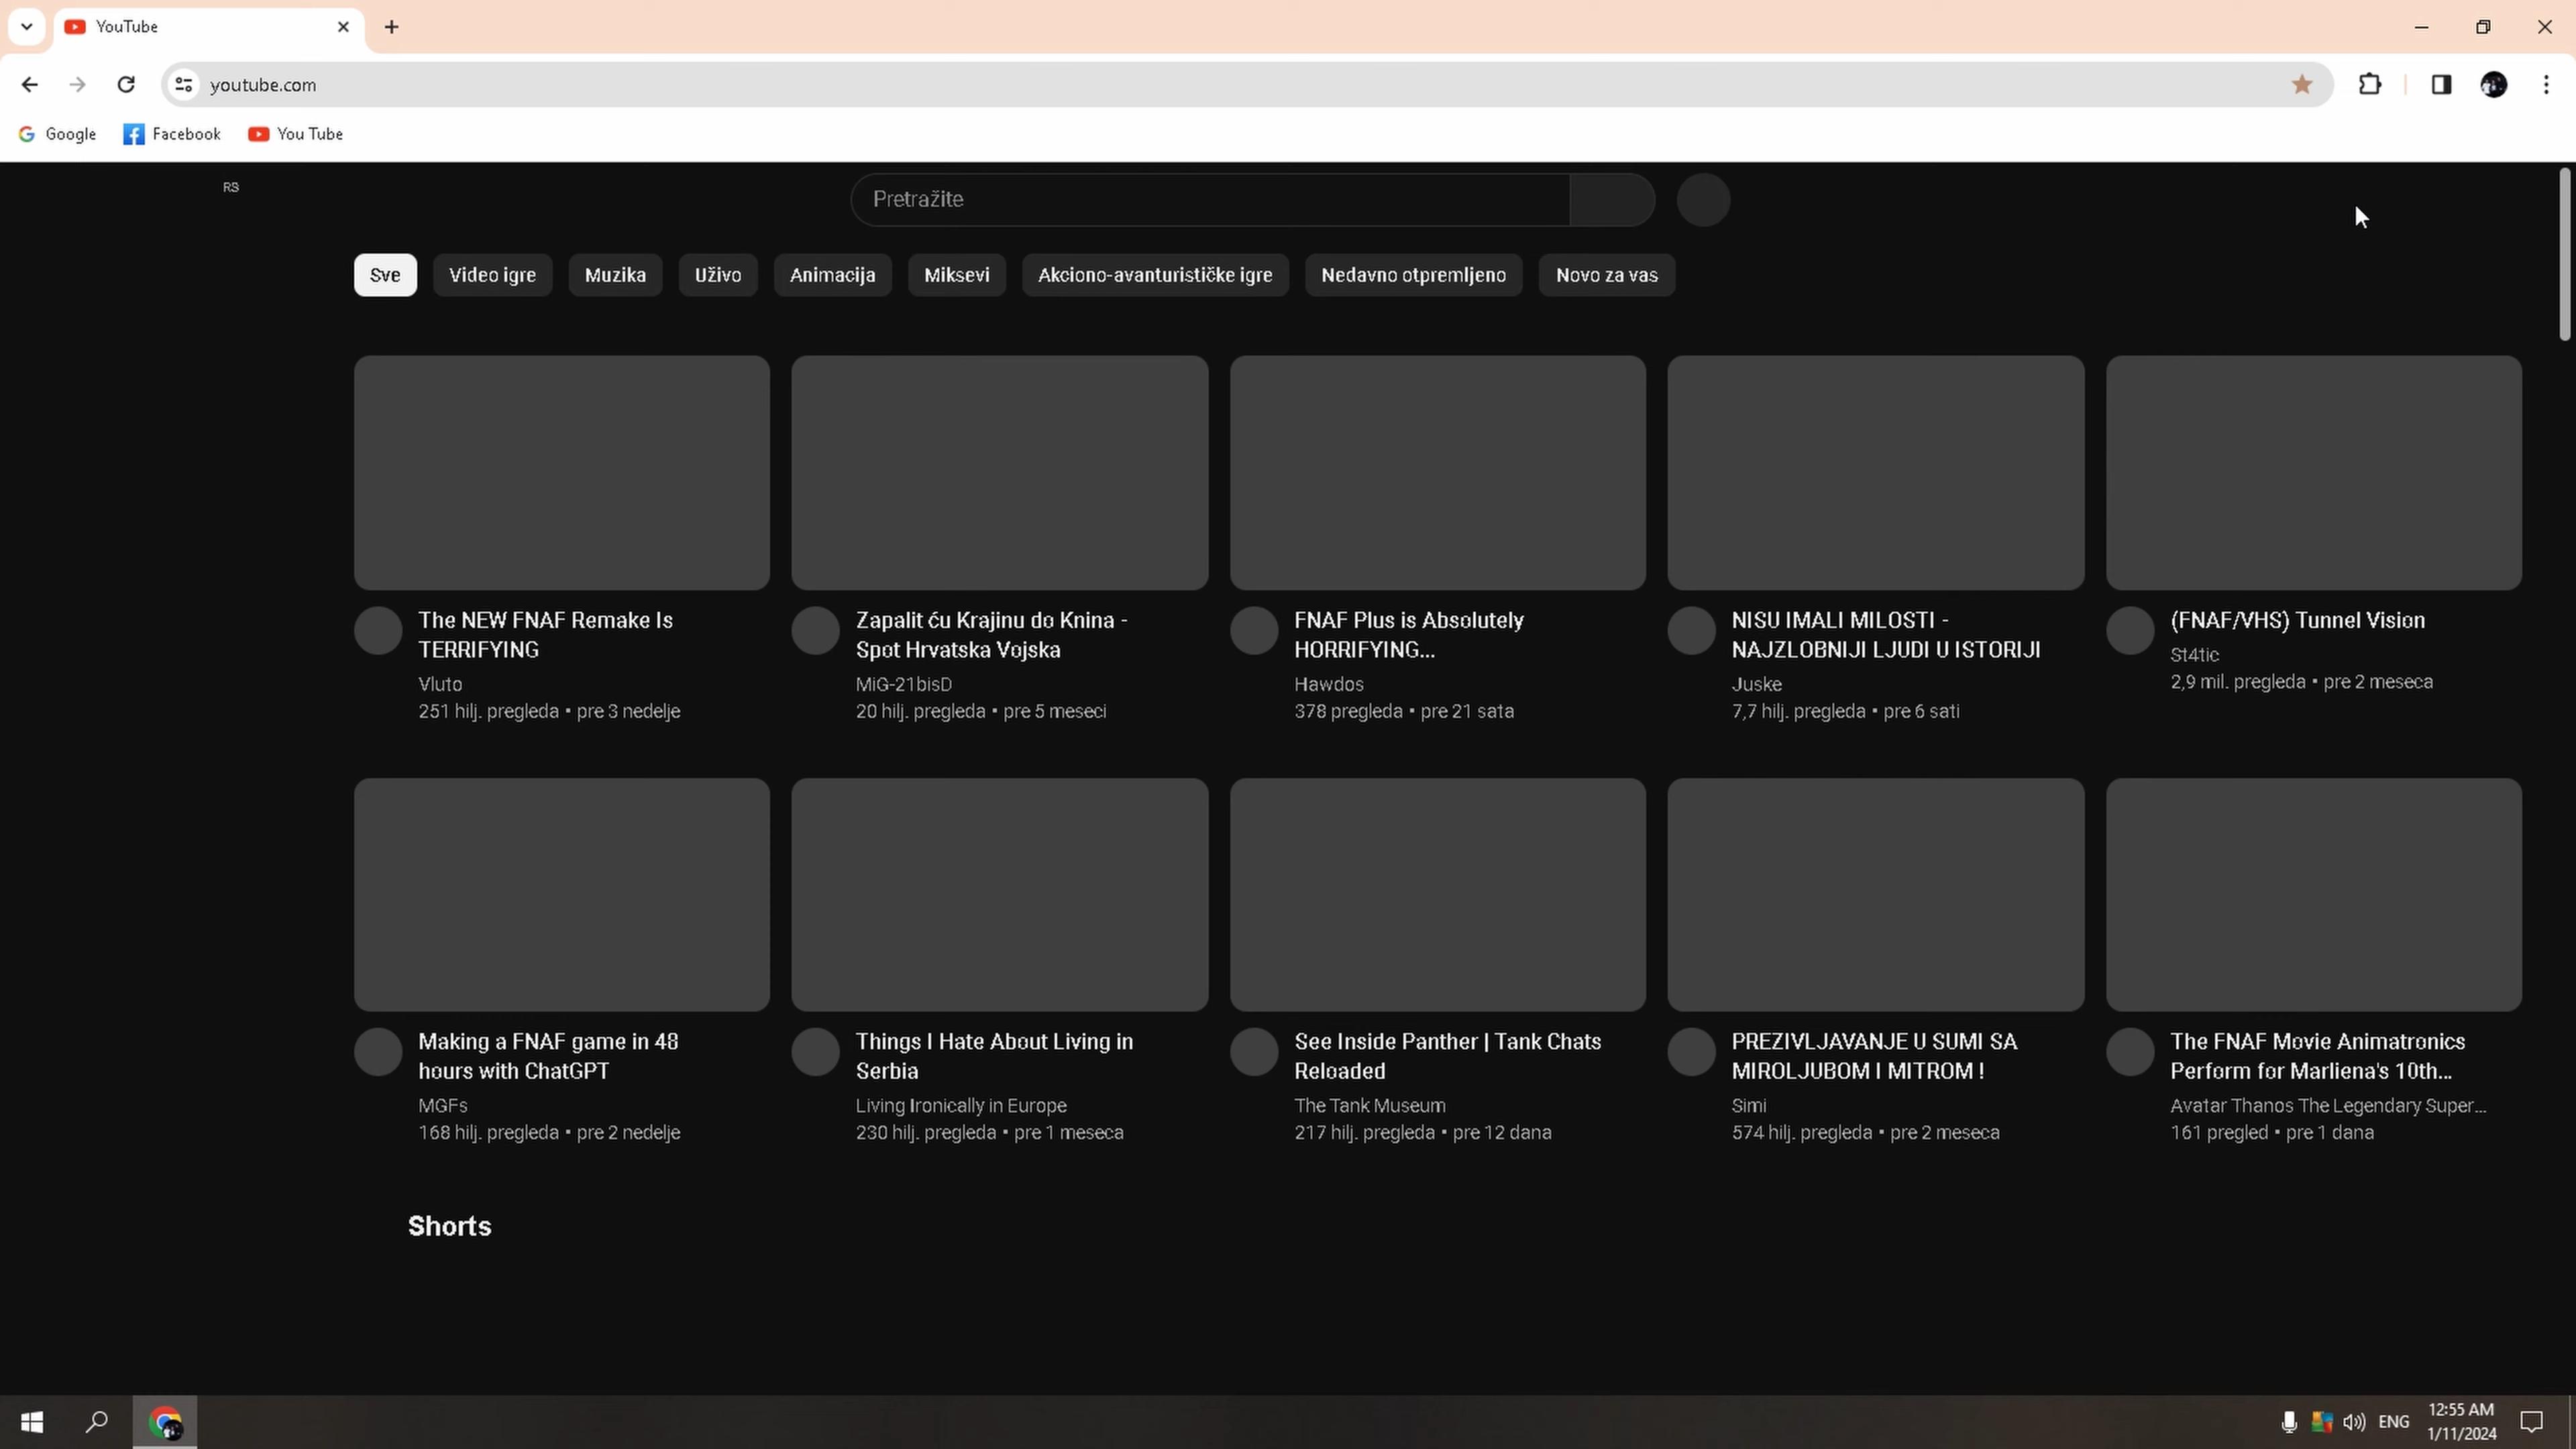 YouTube
youtube.com
Google Facebook You Tube
RS
Pretražite
Sve Video igre Muzika Uživo Animacija Miksevi Akciono-avanturističke igre Nedavno otpremljeno Novo za vas
The NEW FNAF Remake Is
TERRIFYING
Vluto
251 hilj. pregleda • pre 3 nedelje
Zapalit ću Krajinu do Knina -
Spot Hrvatska Vojska
MiG-21bisD
20 hilj. pregleda • pre 5 meseci
FNAF Plus is Absolutely
HORRIFYING...
Hawdos
378 pregleda • pre 21 sata
NISU IMALI MILOSTI -
NAJZLOBNIJI LJUDI U ISTORIJI
Juske
7,7 hilj. pregleda • pre 6 sati
(FNAF/VHS) Tunnel Vision
St4tic
2,9 mil. pregleda • pre 2 meseca
Making a FNAF game in 48
hours with ChatGPT
MGFs
168 hilj. pregleda • pre 2 nedelje
Things I Hate About Living in
Serbia
Living Ironically in Europe
230 hilj. pregleda • pre 1 meseca
See Inside Panther | Tank Chats
Reloaded
The Tank Museum
217 hilj. pregleda • pre 12 dana
PREZIVLJAVANJE U SUMI SA
MIROLJUBOM I MITROM !
Simi
574 hilj. pregleda • pre 2 meseca
The FNAF Movie Animatronics
Perform for Marliena's 10th...
Avatar Thanos The Legendary Super...
161 pregled • pre 1 dana
Shorts
ENG
12:55 AM
1/11/2024